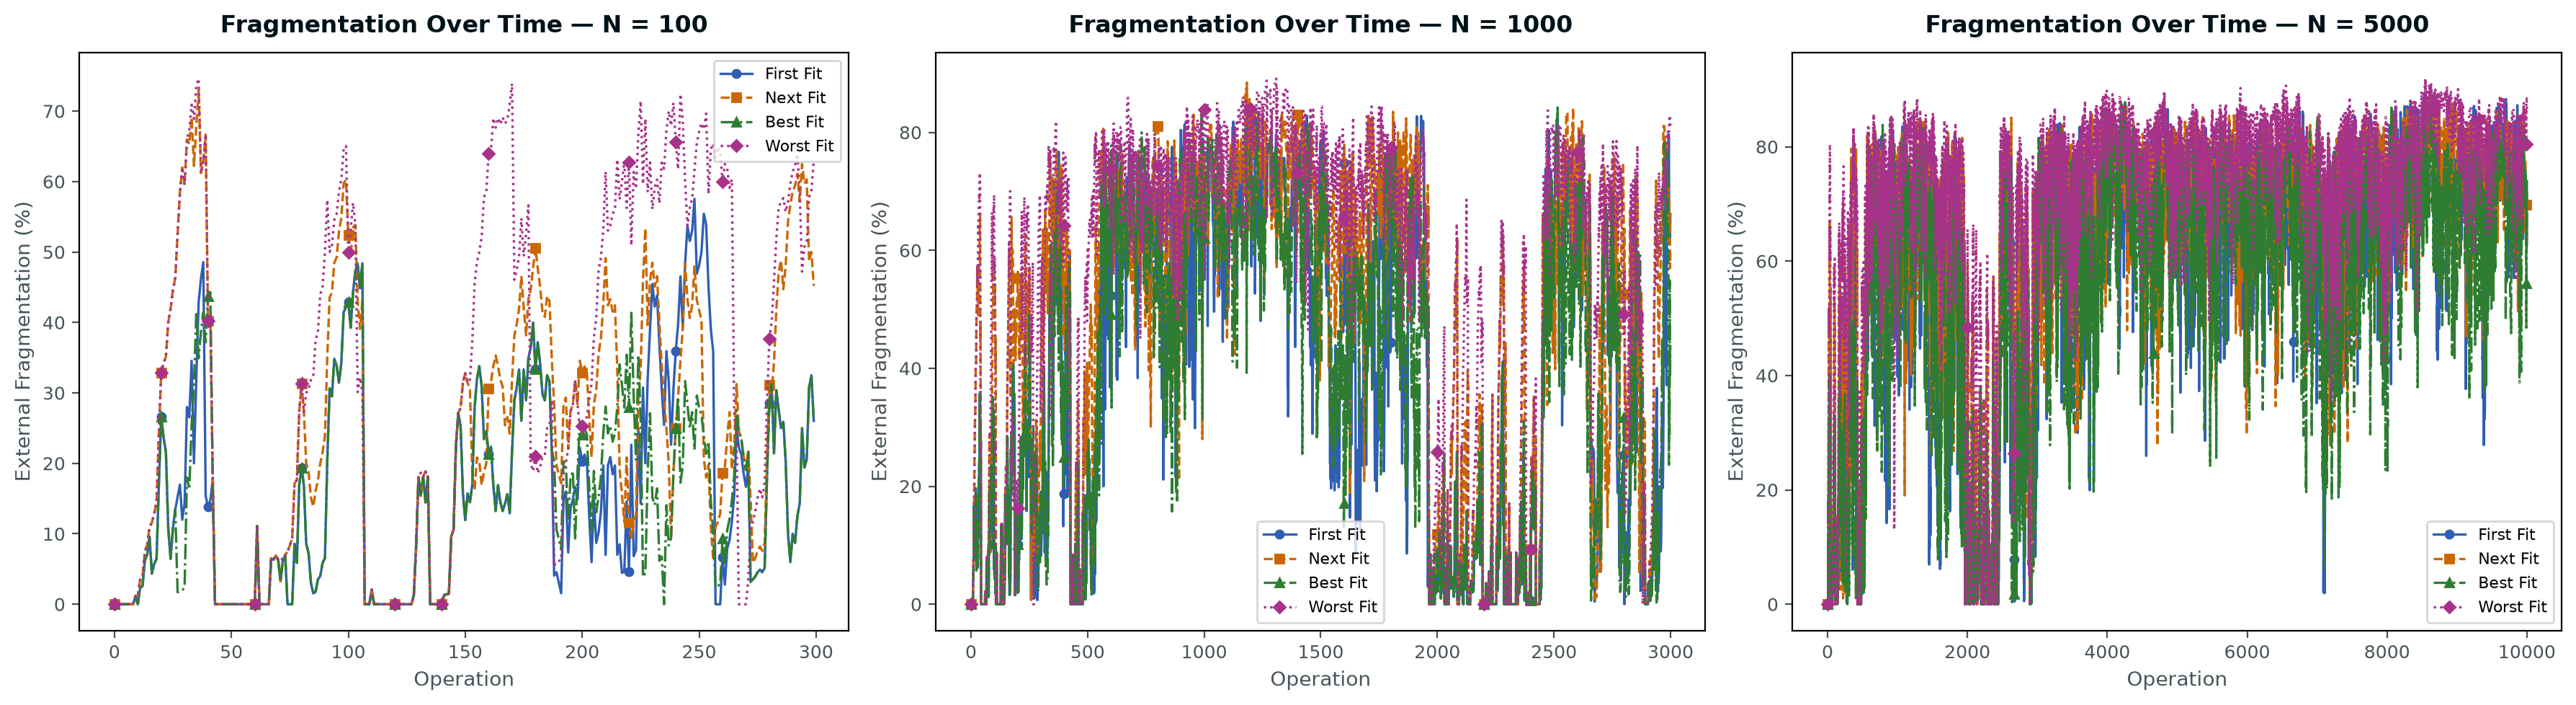 Fragmentation Over Time — N = 100
External Fragmentation (%)
70
60
50
40
30
20
10
0
0 50 100 150 200 250 300
Operation
First Fit
Next Fit
Best Fit
Worst Fit
Fragmentation Over Time — N = 1000
External Fragmentation (%)
80
60
40
20
0
0 500 1000 1500 2000 2500 3000
Operation
First Fit
Next Fit
Best Fit
Worst Fit
Fragmentation Over Time — N = 5000
External Fragmentation (%)
80
60
40
20
0
0 2000 4000 6000 8000 10000
Operation
First Fit
Next Fit
Best Fit
Worst Fit